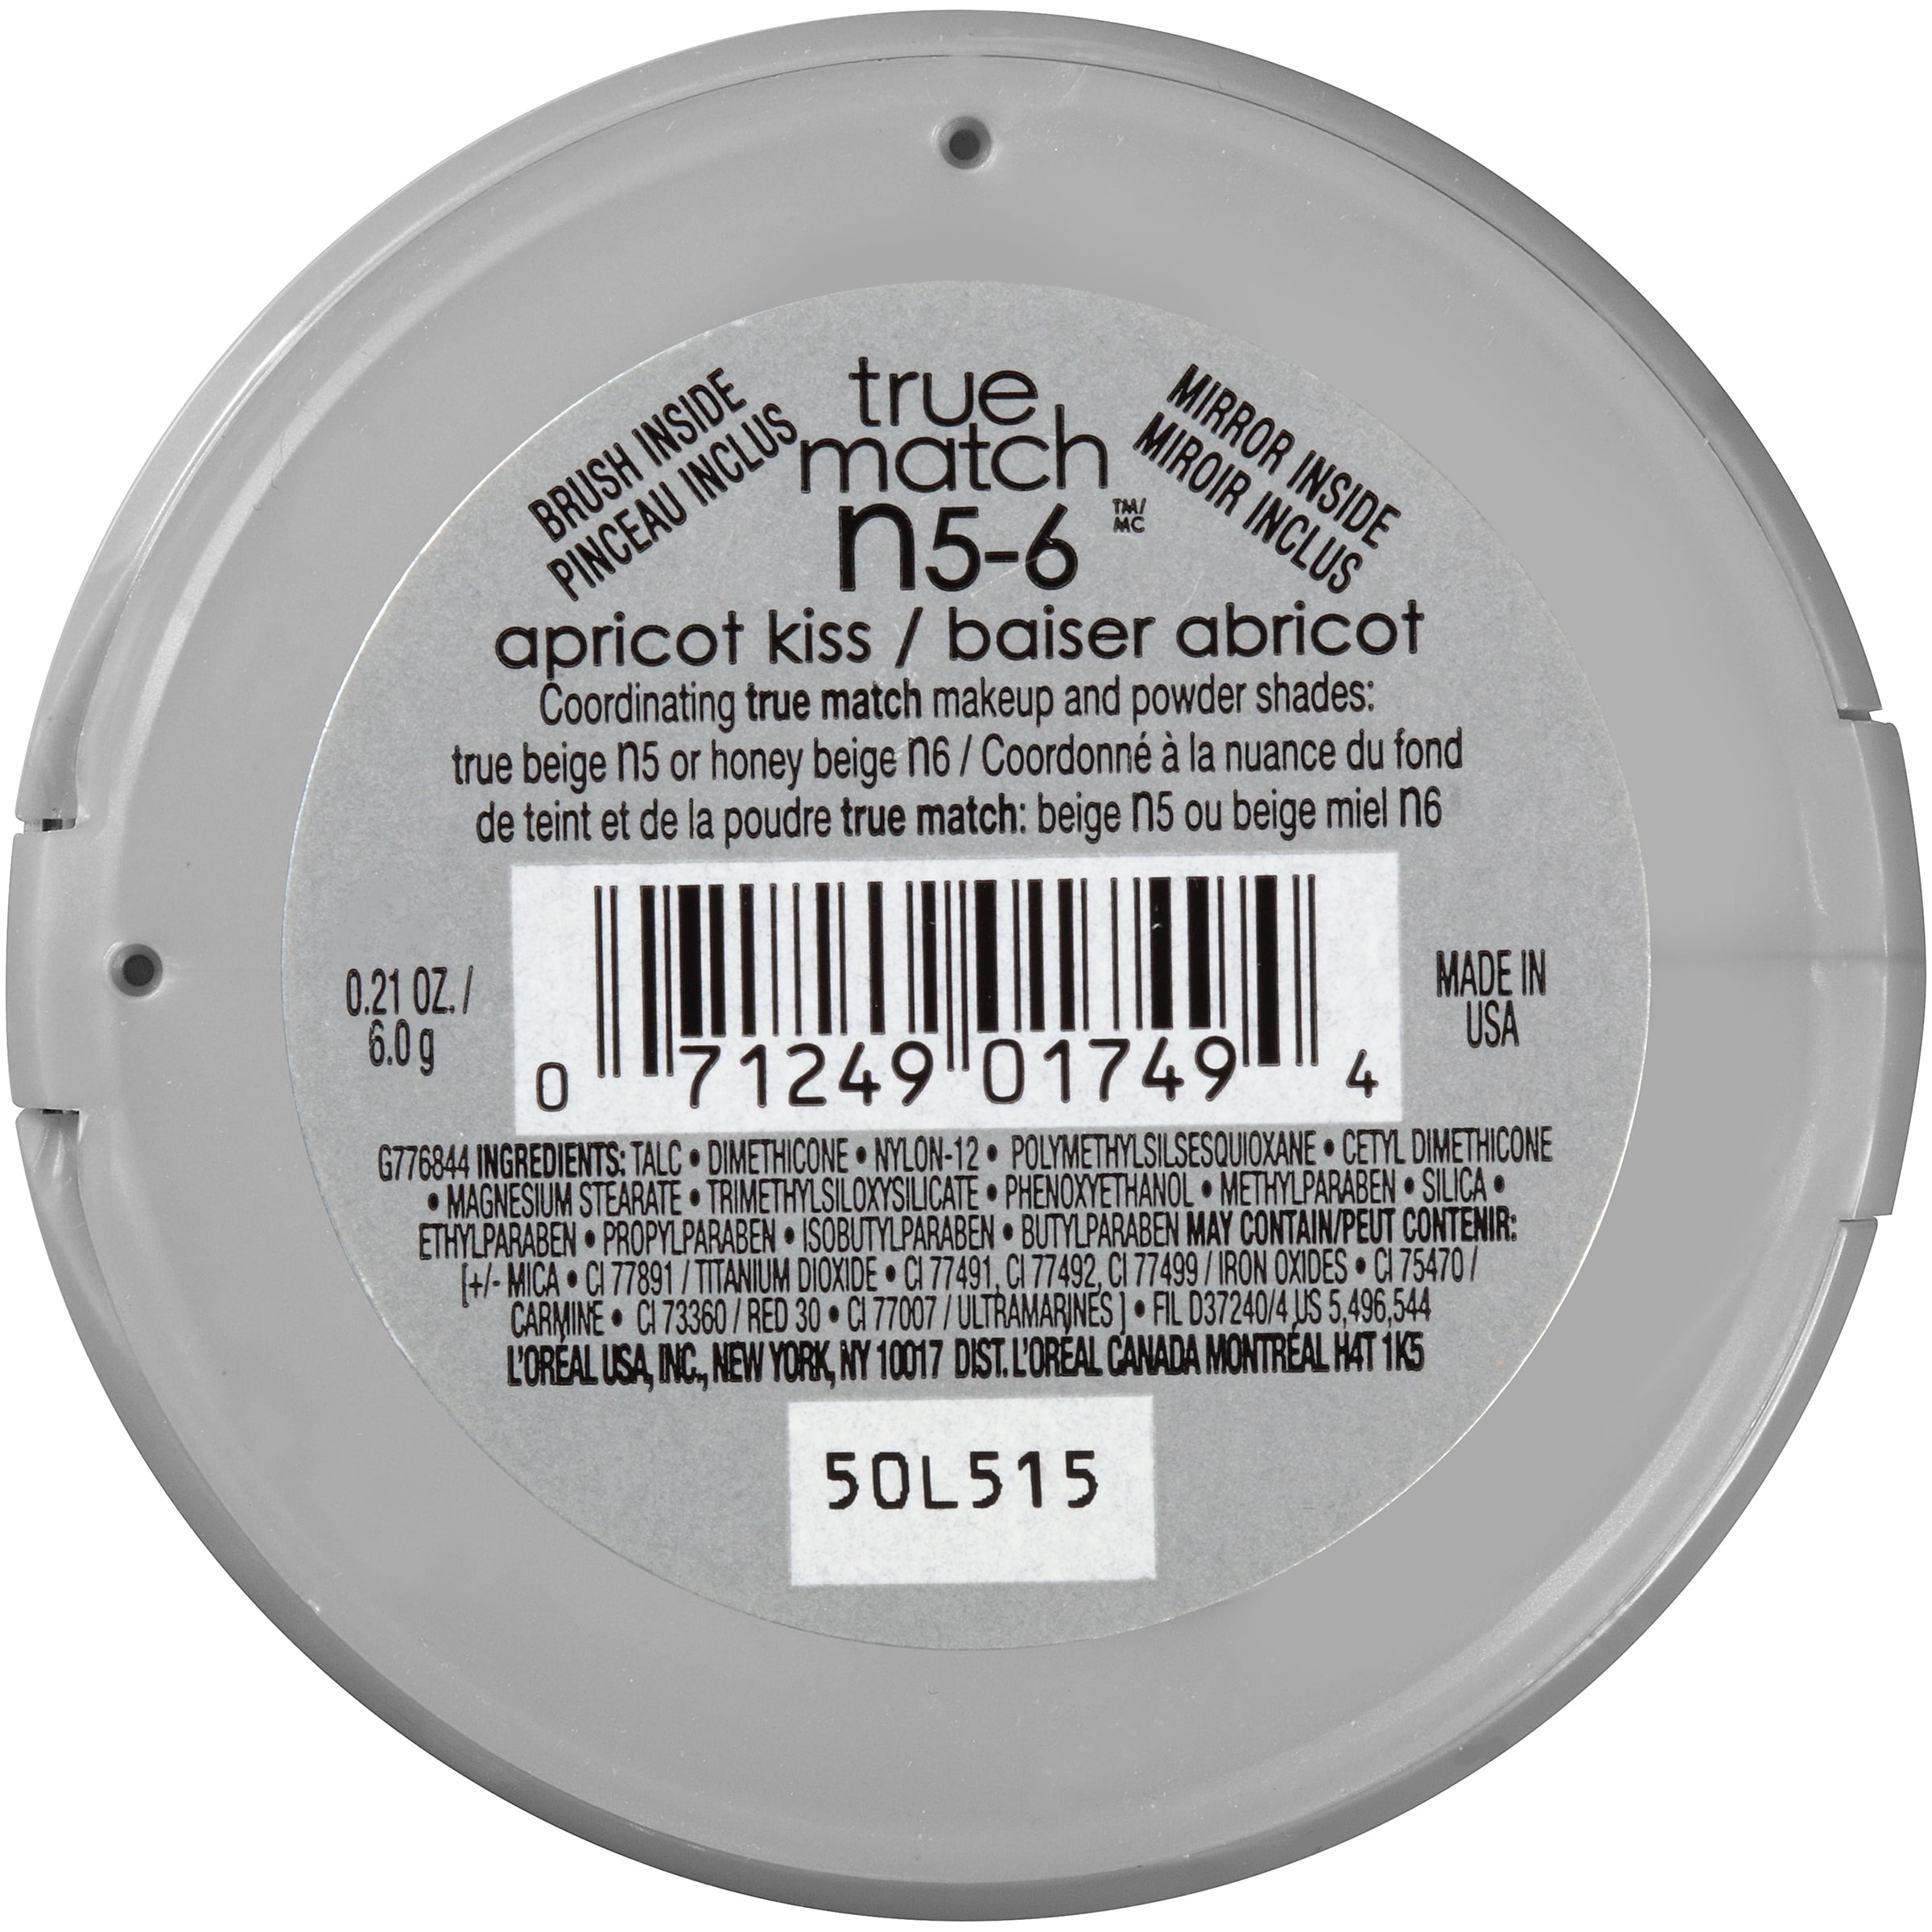 BRUSH INSIDE
PINCEAU INCLUS
true
match
TM/
MC
n5-6
MIRROR INSIDE
MIROIR INCLUS
apricot kiss / baiser abricot
Coordinating true match makeup and powder shades:
true beige n5 or honey beige n6 / Coordonné à la nuance du fond
de teint et de la poudre true match: beige n5 ou beige miel n6
0.21 OZ. /
6.0 g
0 71249 01749 4
MADE IN
USA
G776844 INGREDIENTS: TALC • DIMETHICONE • NYLON-12 • POLYMETHYLSILSESQUIOXANE • CETYL DIMETHICONE
• MAGNESIUM STEARATE • TRIMETHYLSILOXYSILICATE • PHENOXYETHANOL • METHYLPARABEN • SILICA •
ETHYLPARABEN • PROPYLPARABEN • ISOBUTYLPARABEN • BUTYLPARABEN MAY CONTAIN/PEUT CONTENIR:
[+/- MICA • CI 77891 / TITANIUM DIOXIDE • CI 77491, CI 77492, CI 77499 / IRON OXIDES • CI 75470 /
CARMINE • CI 73360 / RED 30 • CI 77007 / ULTRAMARINES ] • FIL D37240/4 US 5,496,544
L'ORÉAL USA, INC., NEW YORK, NY 10017 DIST. L'ORÉAL CANADA MONTRÉAL H4T 1K5
50L515